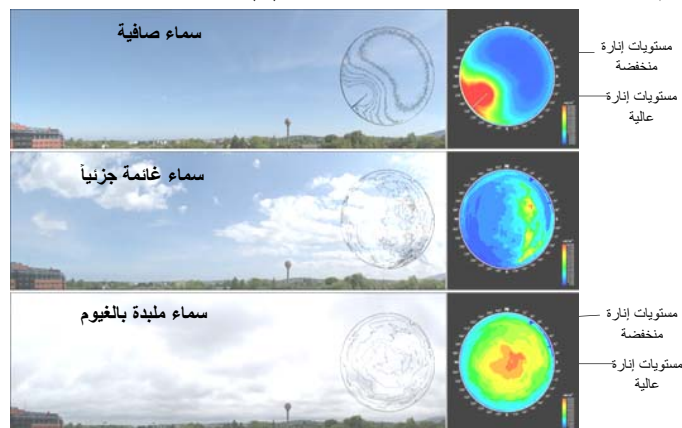 سماء صافية
مستويات إنارة
منخفضة
مستويات إنارة
عالية
سماء غائمة جزئياً
سماء ملبدة بالغيوم
مستويات إنارة
منخفضة
مستويات إنارة
عالية